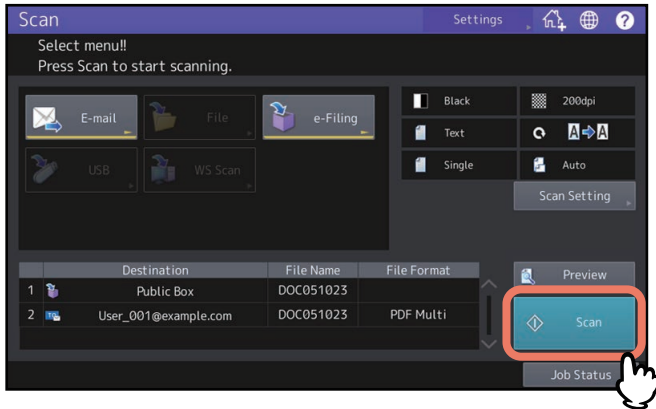 Scan
Settings
?
Select menu!!
Press Scan to start scanning.
E-mail
File
e-Filing
USB
WS Scan
Black
200dpi
Text
A A
Single
Auto
Scan Setting
Destination File Name File Format
1 Public Box DOC051023
2 TO User_001@example.com DOC051023 PDF Multi
Preview
Scan
Job Status